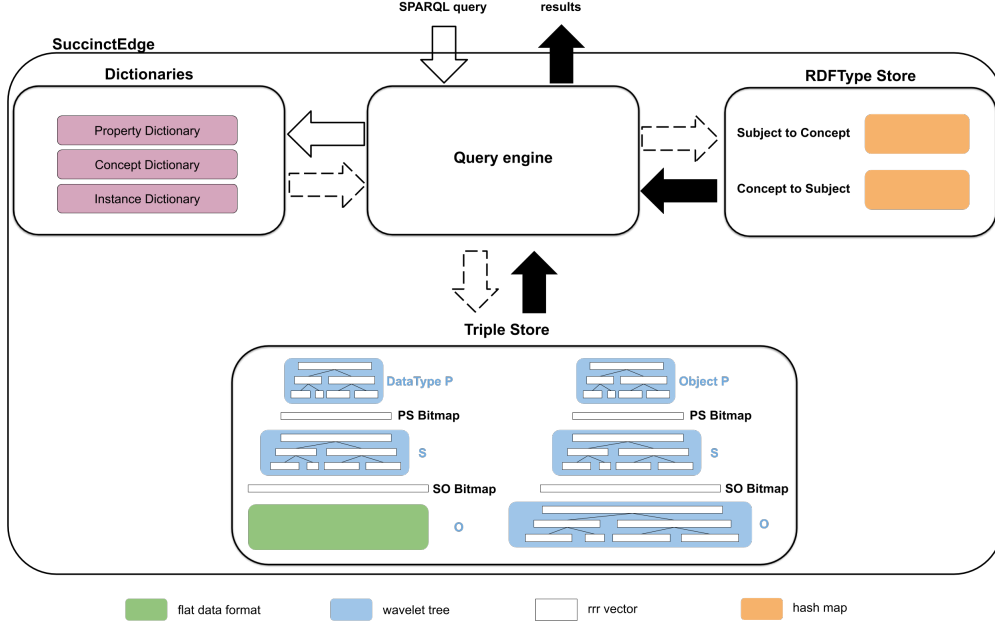 SPARQL query
results
SuccinctEdge
Dictionaries
RDFType Store
Property Dictionary
Concept Dictionary
Instance Dictionary
Query engine
Subject to Concept
Concept to Subject
Triple Store
DataType P
Object P
PS Bitmap
PS Bitmap
S
S
SO Bitmap
SO Bitmap
O
O
flat data format
wavelet tree
rrr vector
hash map